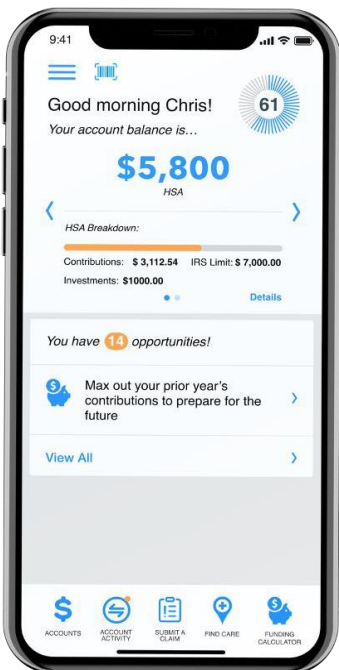 9:41
Good morning Chris!
61
Your account balance is...
$5,800
HSA
HSA Breakdown:
Contributions: $ 3,112.54 IRS Limit: $ 7,000.00
Investments: $1000.00
Details
You have 14 opportunities!
Max out your prior year's
contributions to prepare for the
future
View All
ACCOUNTS
ACCOUNT
ACTIVITY
SUBMIT A
CLAIM
FIND CARE
FUNDING
CALCULATOR